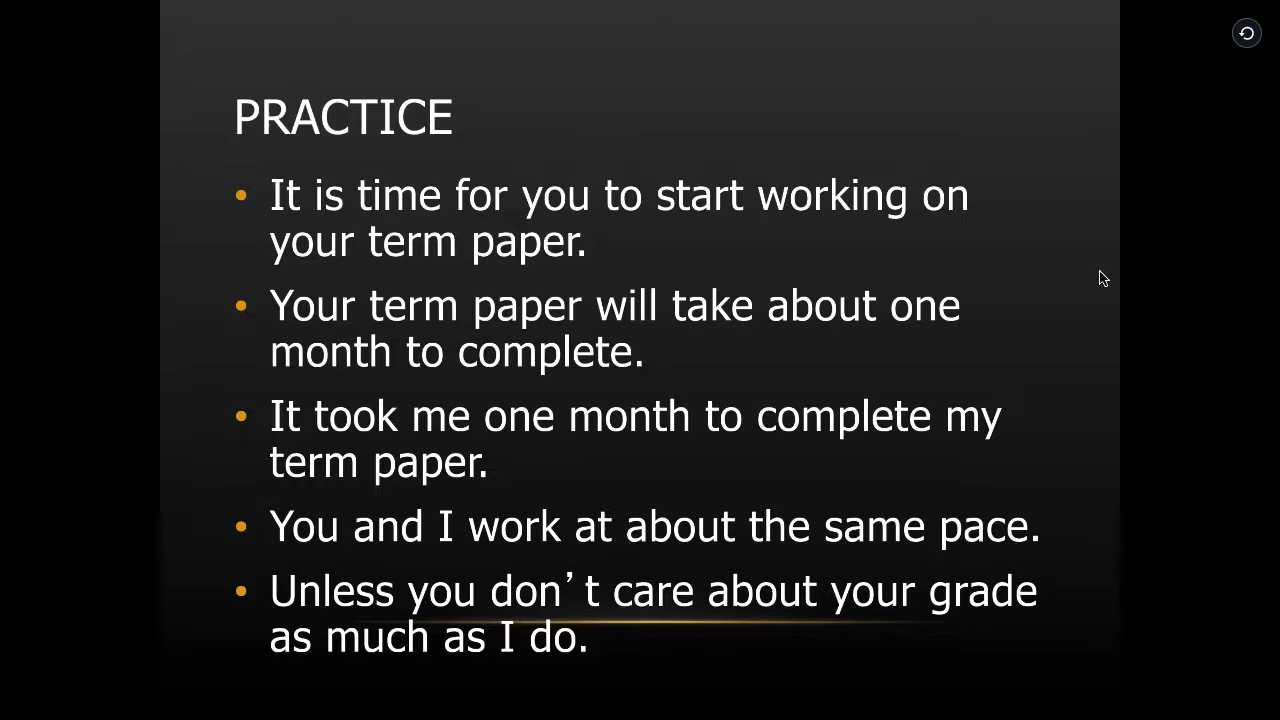 PRACTICE
• It is time for you to start working on
your term paper.
• Your term paper will take about one
month to complete.
• It took me one month to complete my
term paper.
• You and I work at about the same pace.
• Unless you don’t care about your grade
as much as I do.